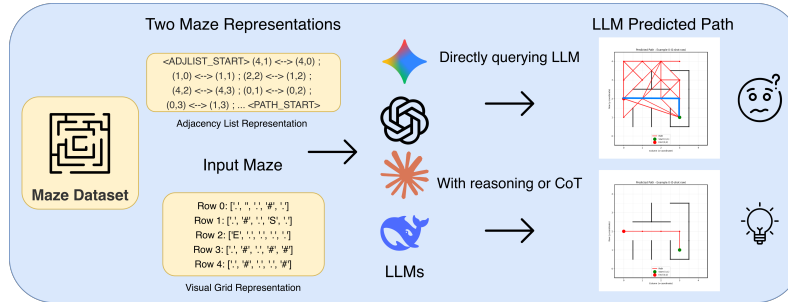 Two Maze Representations
LLM Predicted Path
<ADJLIST_START> (4,1) <--> (4,0) ;
(1,0) <--> (1,1) ; (2,2) <--> (1,2) ;
(4,2) <--> (4,3) ; (0,1) <--> (0,2) ;
(0,3) <--> (1,3) ; ... <PATH_START>
Adjacency List Representation
Directly querying LLM
Maze Dataset
Input Maze
With reasoning or CoT
Row 0: ['.', '', '.', '#', '.']
Row 1: ['.', '#', '.', 'S', '.']
Row 2: ['E', '.', '.', '.', '.']
Row 3: ['.', '#', '.', '#', '#']
Row 4: ['.', '#', '.', '.', '#']
Visual Grid Representation
LLMs